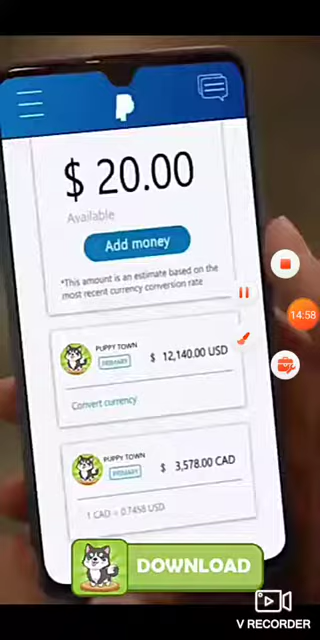 $ 20.00
Available
Add money
*This amount is an estimate based on the
most recent currency conversion rate
PUPPY TOWN
PRIMARY
$ 12,140.00 USD
Convert currency
PUPPY TOWN
PRIMARY
$ 3,578.00 CAD
1 CAD = 0.7458 USD
14:58
DOWNLOAD
V RECORDER